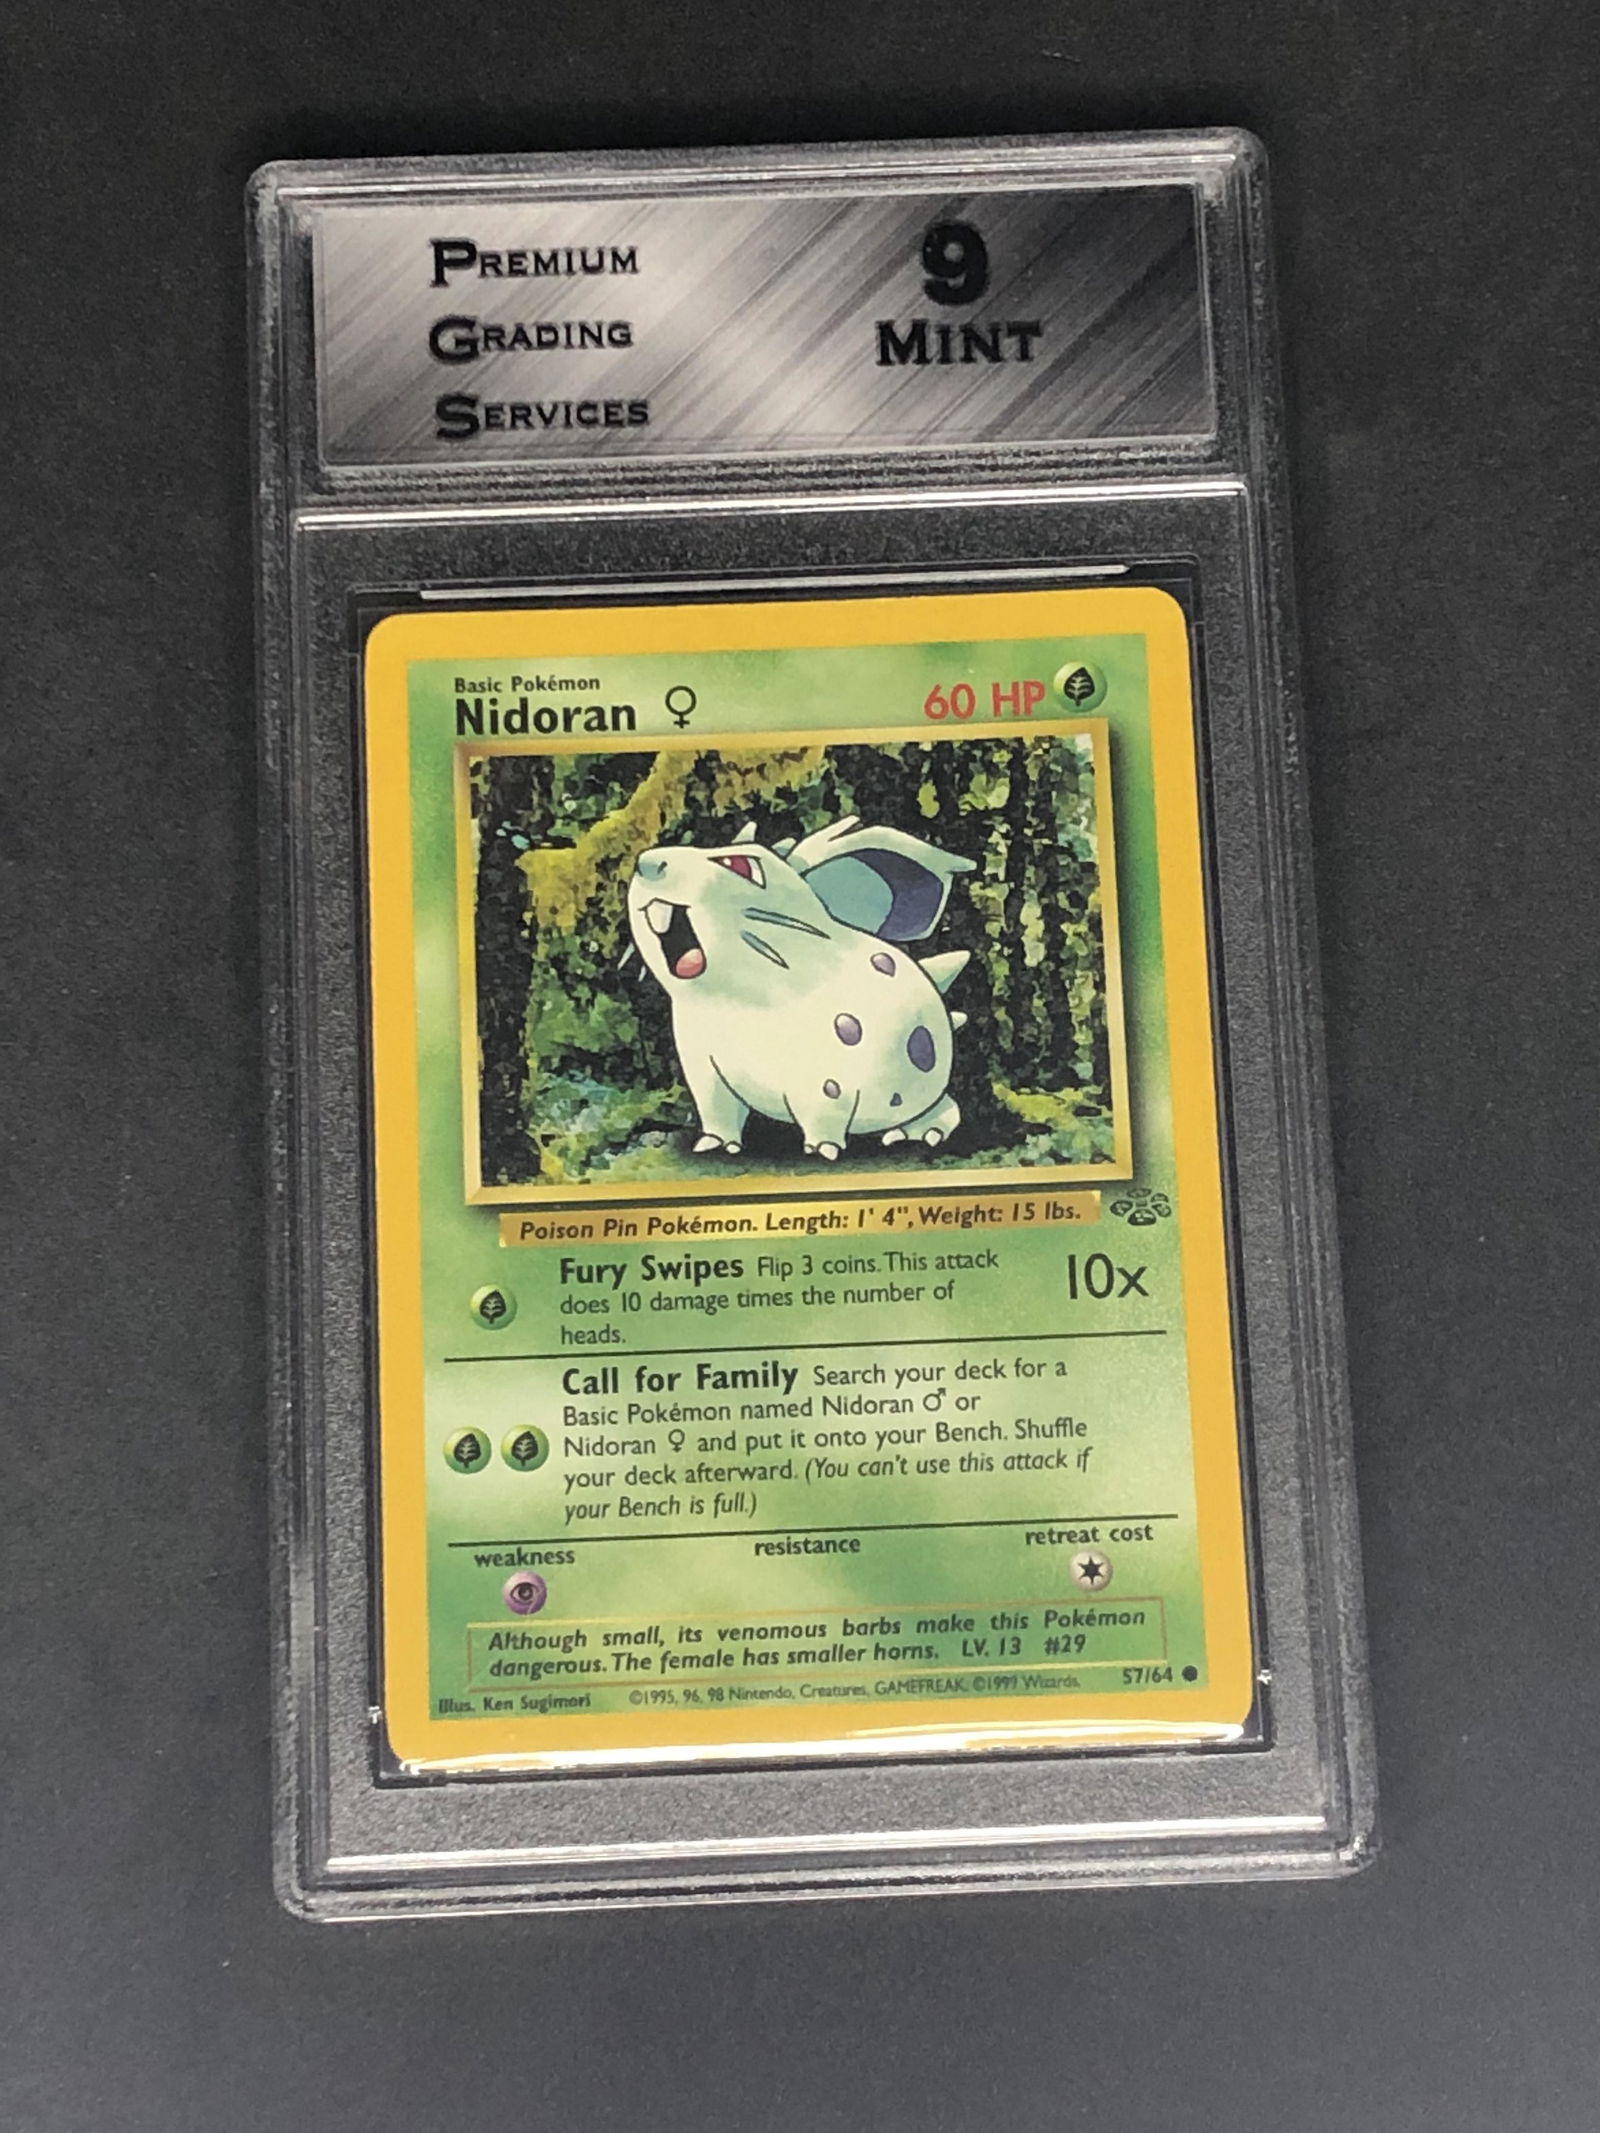 PREMIUM
GRADING
SERVICES
9
MINT
Basic Pokémon
Nidoran ♀
60 HP
Poison Pin Pokémon. Length: 1' 4", Weight: 15 lbs.
Fury Swipes Flip 3 coins. This attack
does 10 damage times the number of
heads.
10x
Call for Family Search your deck for a
Basic Pokémon named Nidoran ♂ or
Nidoran ♀ and put it onto your Bench. Shuffle
your deck afterward. (You can't use this attack if
your Bench is full.)
weakness
resistance
retreat cost
Although small, its venomous barbs make this Pokémon
dangerous. The female has smaller horns. LV. 13 #29
Illus. Ken Sugimori
©1995, 96, 98 Nintendo, Creatures, GAMEFREAK. ©1999 Wizards.
57/64 ●